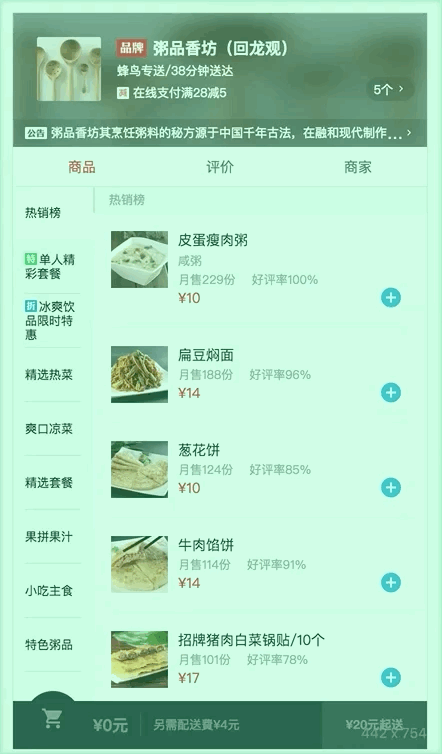 品牌 粥品香坊（回龙观）
蜂鸟专送/38分钟送达
减 在线支付满28减5
5个 >
公告 粥品香坊其烹饪粥料的秘方源于中国千年古法，在融和现代制作... >
商品 评价 商家
热销榜
特 单人精
彩套餐
折 冰爽饮
品限时特
惠
精选热菜
爽口凉菜
精选套餐
果拼果汁
小吃主食
特色粥品
热销榜
皮蛋瘦肉粥
咸粥
月售229份 好评率100%
¥10
扁豆焖面
月售188份 好评率96%
¥14
葱花饼
月售124份 好评率85%
¥10
牛肉馅饼
月售114份 好评率91%
¥14
招牌猪肉白菜锅贴/10个
月售101份 好评率78%
¥17
¥0元 另需配送费¥4元 ¥20元起送
442 x 754